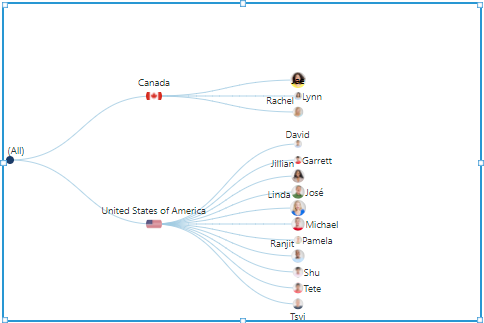 Canada
Lynn
Rachel
(All)
David
Jillian
Garrett
Linda
José
United States of America
Michael
Ranjit
Pamela
Shu
Tete
Tsvi